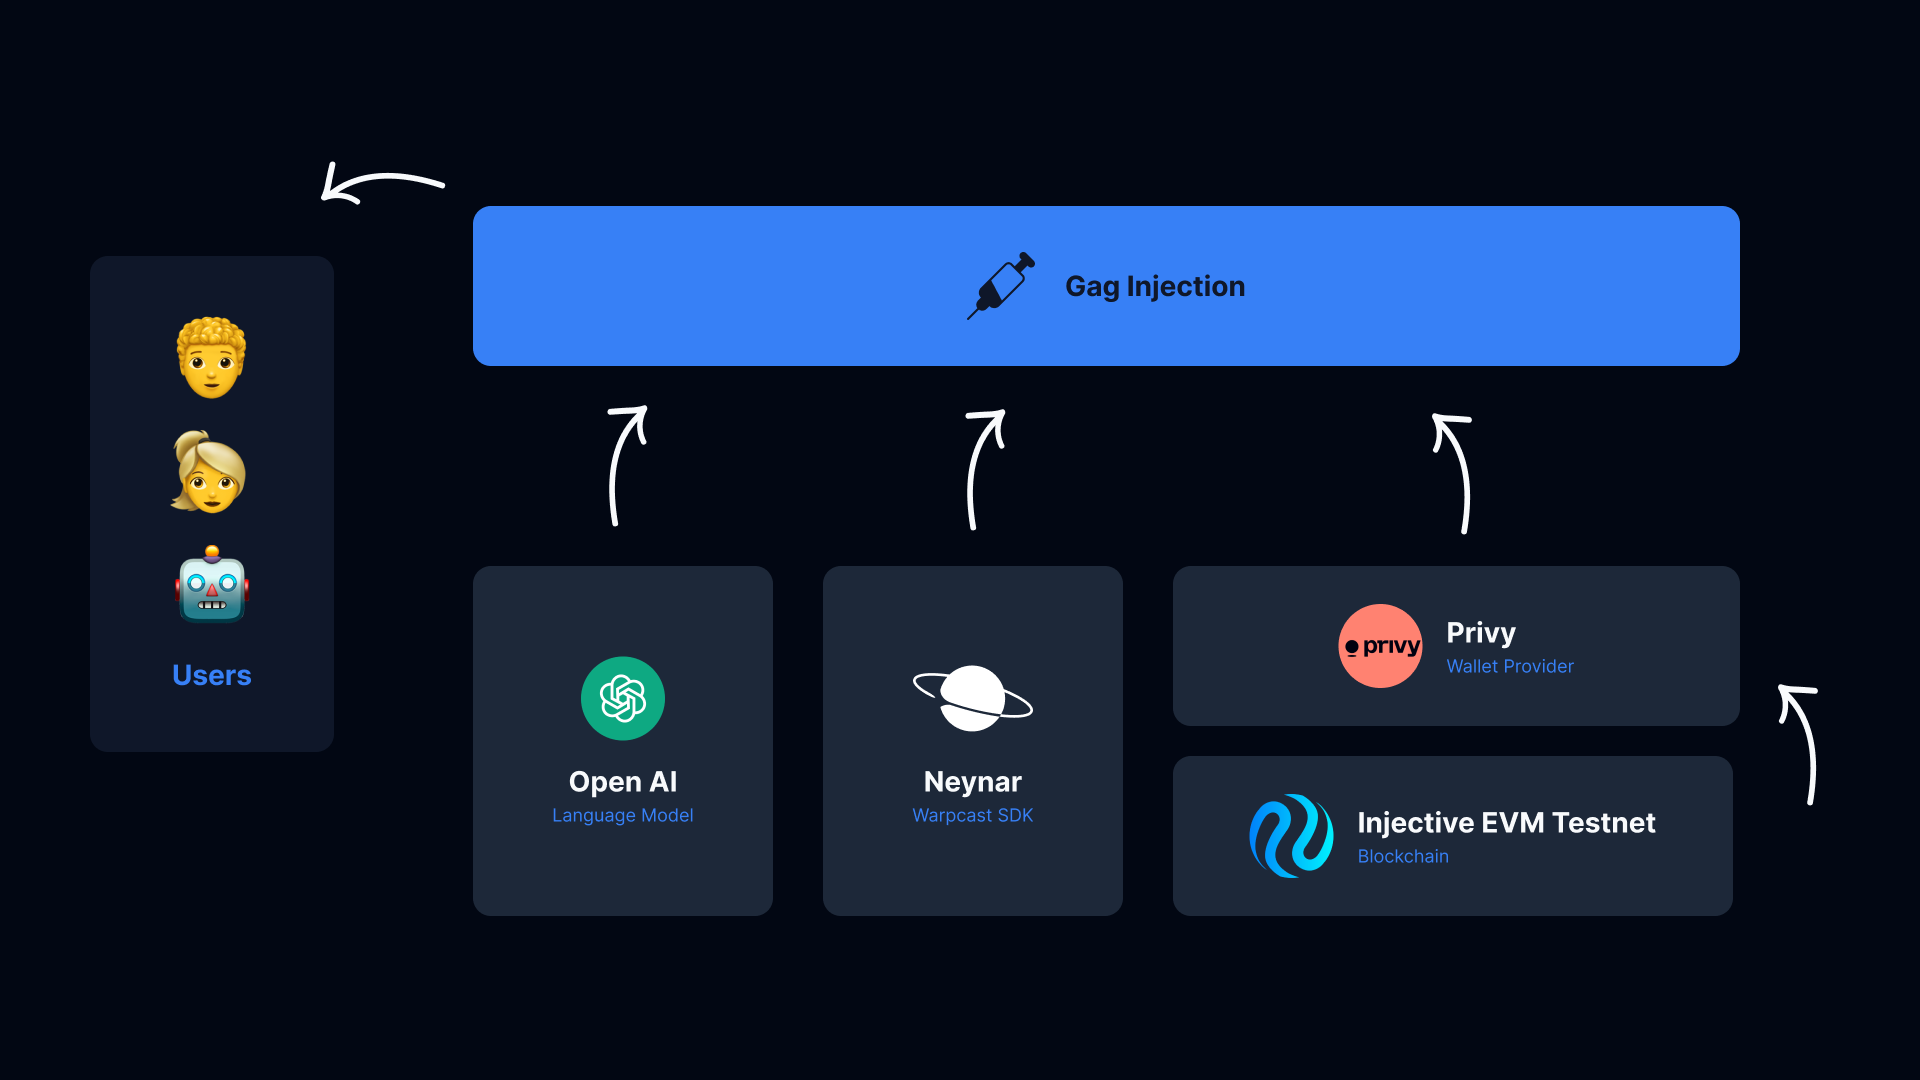 Gag Injection
Users
Open AI
Language Model
Neynar
Warpcast SDK
privy
Privy
Wallet Provider
Injective EVM Testnet
Blockchain